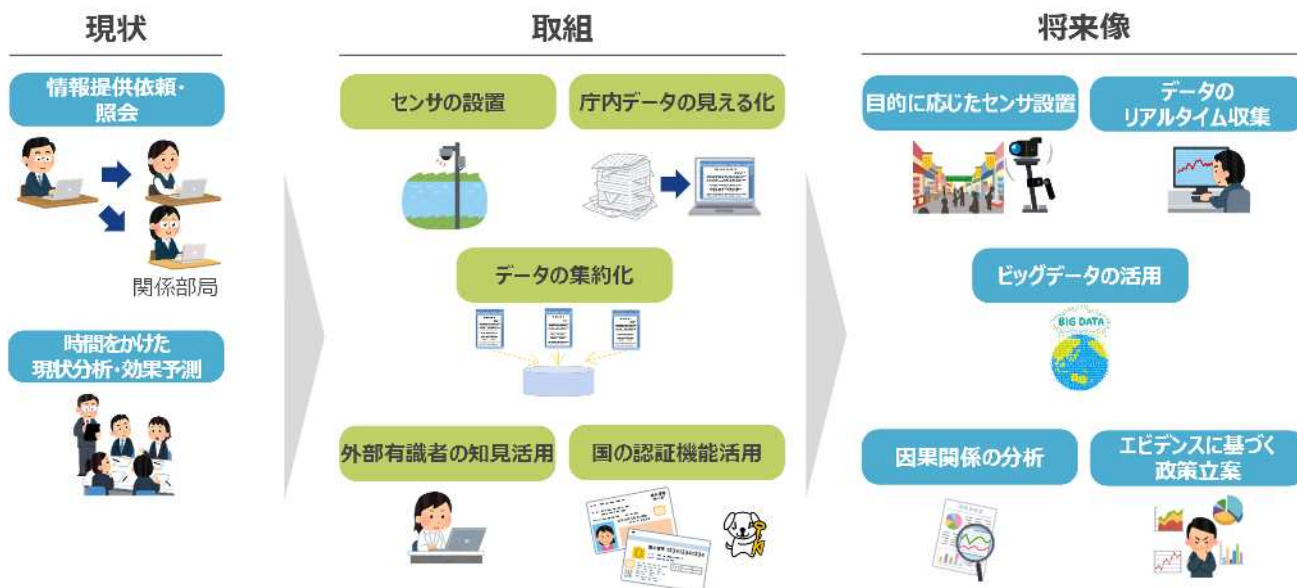 現状
取組
将来像
情報提供依頼・
照会
関係部局
時間をかけた
現状分析・効果予測
センサの設置
庁内データの見える化
データの集約化
外部有識者の知見活用
国の認証機能活用
目的に応じたセンサ設置
データの
リアルタイム収集
ビッグデータの活用
BIG DATA
因果関係の分析
エビデンスに基づく
政策立案